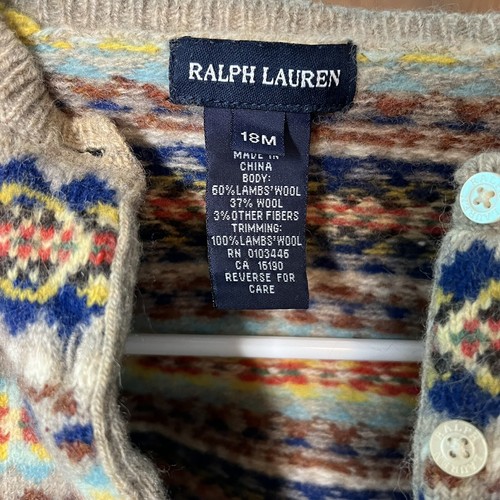 RALPH LAUREN
18M
MADE IN
CHINA
BODY:
60%LAMBS'WOOL
37% WOOL
3%OTHER FIBERS
TRIMMING:
100%LAMBS'WOOL
RN 0103445
CA 15190
REVERSE FOR
CARE